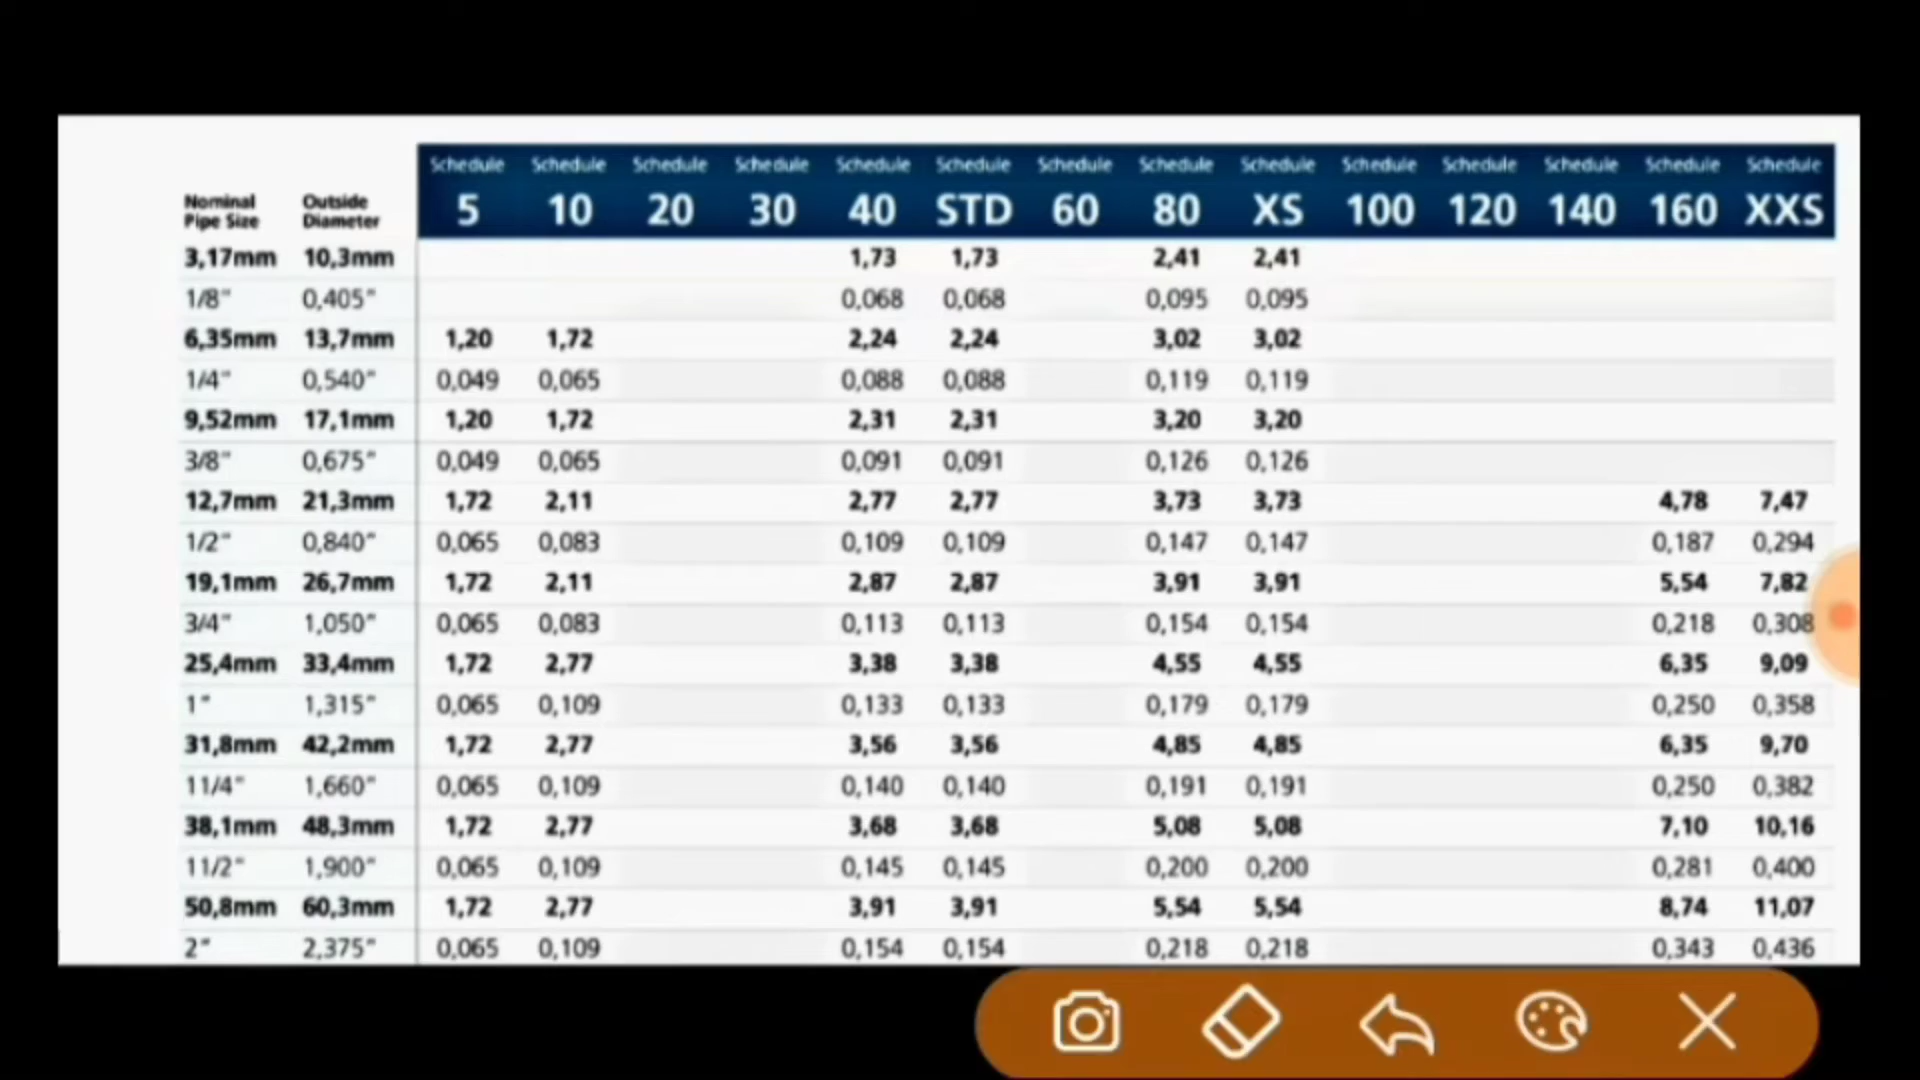 Schedule Schedule Schedule Schedule Schedule Schedule Schedule Schedule Schedule Schedule Schedule Schedule Schedule Schedule
Nominal Pipe Size Outside Diameter 5 10 20 30 40 STD 60 80 XS 100 120 140 160 XXS
3,17mm 10,3mm 1,73 1,73 2,41 2,41
1/8" 0,405" 0,068 0,068 0,095 0,095
6,35mm 13,7mm 1,20 1,72 2,24 2,24 3,02 3,02
1/4" 0,540" 0,049 0,065 0,088 0,088 0,119 0,119
9,52mm 17,1mm 1,20 1,72 2,31 2,31 3,20 3,20
3/8" 0,675" 0,049 0,065 0,091 0,091 0,126 0,126
12,7mm 21,3mm 1,72 2,11 2,77 2,77 3,73 3,73 4,78 7,47
1/2" 0,840" 0,065 0,083 0,109 0,109 0,147 0,147 0,187 0,294
19,1mm 26,7mm 1,72 2,11 2,87 2,87 3,91 3,91 5,54 7,82
3/4" 1,050" 0,065 0,083 0,113 0,113 0,154 0,154 0,218 0,308
25,4mm 33,4mm 1,72 2,77 3,38 3,38 4,55 4,55 6,35 9,09
1" 1,315" 0,065 0,109 0,133 0,133 0,179 0,179 0,250 0,358
31,8mm 42,2mm 1,72 2,77 3,56 3,56 4,85 4,85 6,35 9,70
11/4" 1,660" 0,065 0,109 0,140 0,140 0,191 0,191 0,250 0,382
38,1mm 48,3mm 1,72 2,77 3,68 3,68 5,08 5,08 7,10 10,16
11/2" 1,900" 0,065 0,109 0,145 0,145 0,200 0,200 0,281 0,400
50,8mm 60,3mm 1,72 2,77 3,91 3,91 5,54 5,54 8,74 11,07
2" 2,375" 0,065 0,109 0,154 0,154 0,218 0,218 0,343 0,436